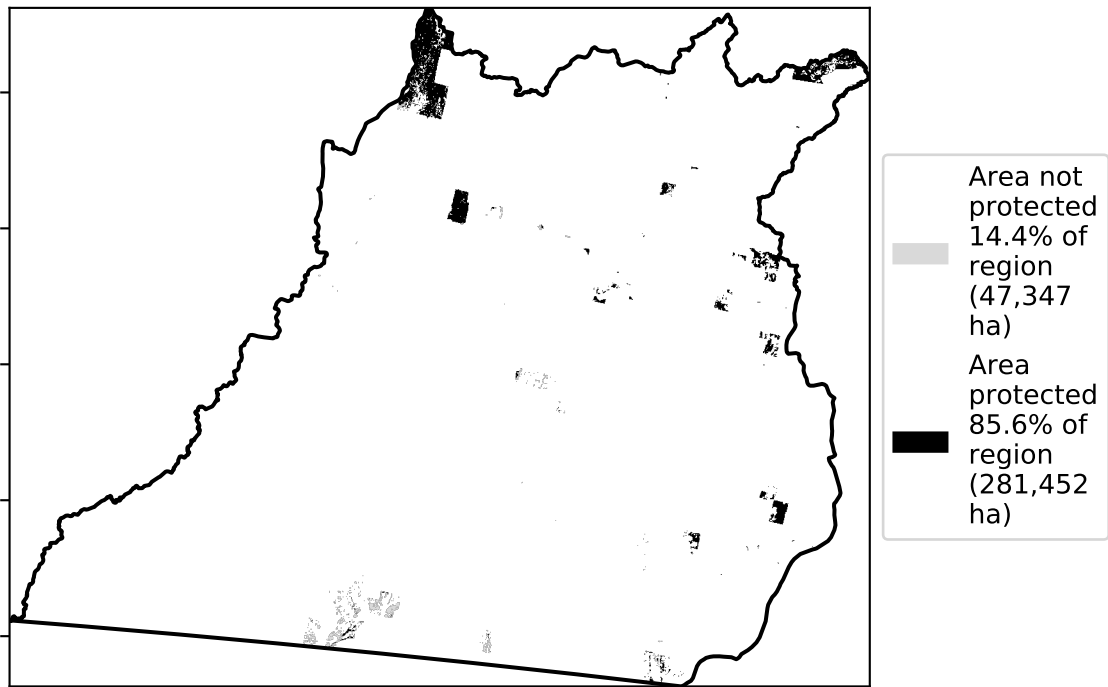 Area not
protected
14.4% of
region
(47,347
ha)
Area
protected
85.6% of
region
(281,452
ha)